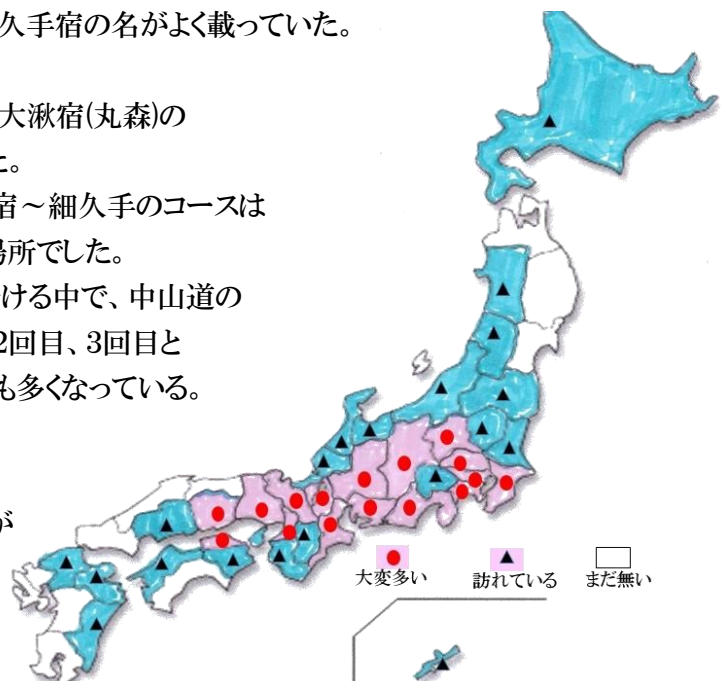 久手宿の名がよく載っていた。
大湫宿(丸森)の
た。
宿～細久手のコースは
場所でした。
ける中で、中山道の
2回目、3回目と
も多くなっている。
が
大変多い
訪れている
まだ無い